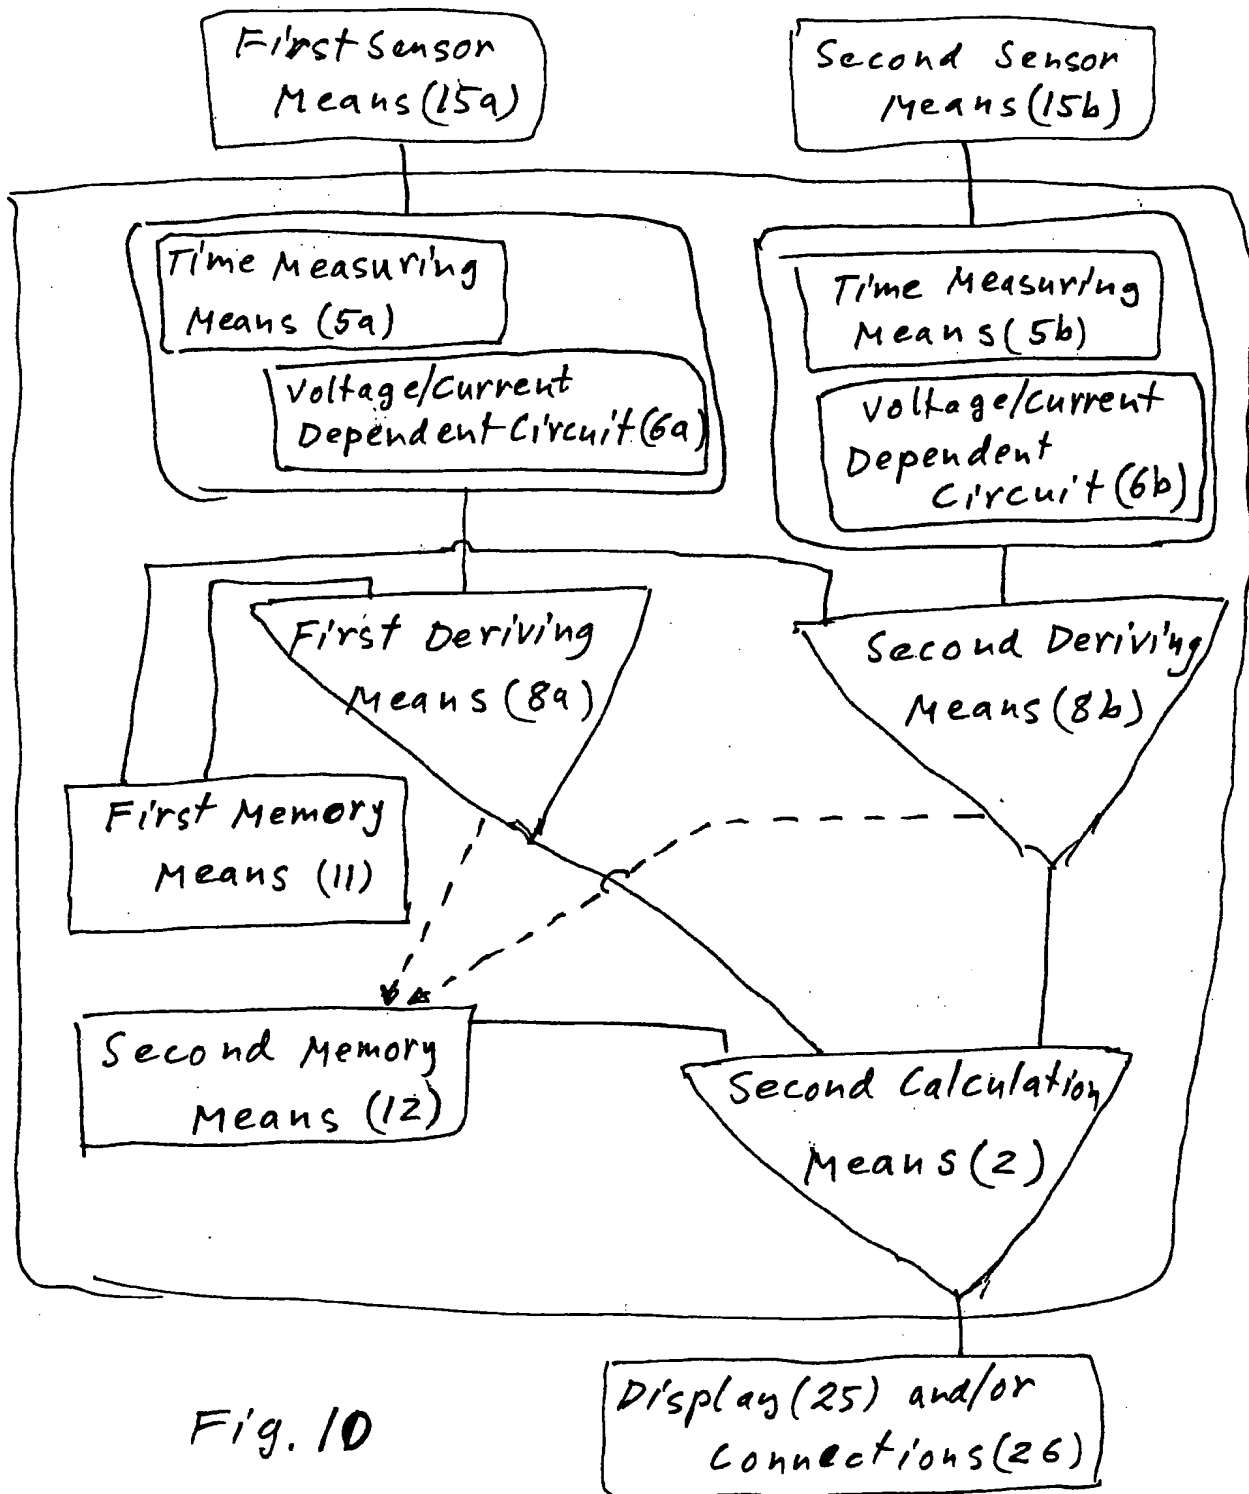 First Sensor
Means (15a)
Second Sensor
Means (15b)
Time Measuring
Means (5a)
Voltage/Current
Dependent Circuit (6a)
Time Measuring
Means (5b)
Voltage/Current
Dependent
Circuit (6b)
First Deriving
Means (8a)
Second Deriving
Means (8b)
First Memory
Means (11)
Second Memory
Means (12)
Second Calculation
Means (2)
Display (25) and/or
Connections (26)
Fig. 10